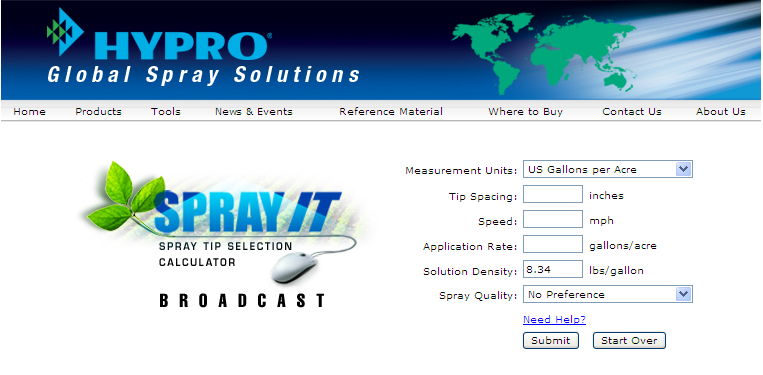 HYPRO®
Global Spray Solutions
Home Products Tools News & Events Reference Material Where to Buy Contact Us About Us
SPRAY IT
SPRAY TIP SELECTION
CALCULATOR
BROADCAST
Measurement Units: US Gallons per Acre
Tip Spacing: inches
Speed: mph
Application Rate: gallons/acre
Solution Density: 8.34 lbs/gallon
Spray Quality: No Preference
Need Help?
Submit Start Over